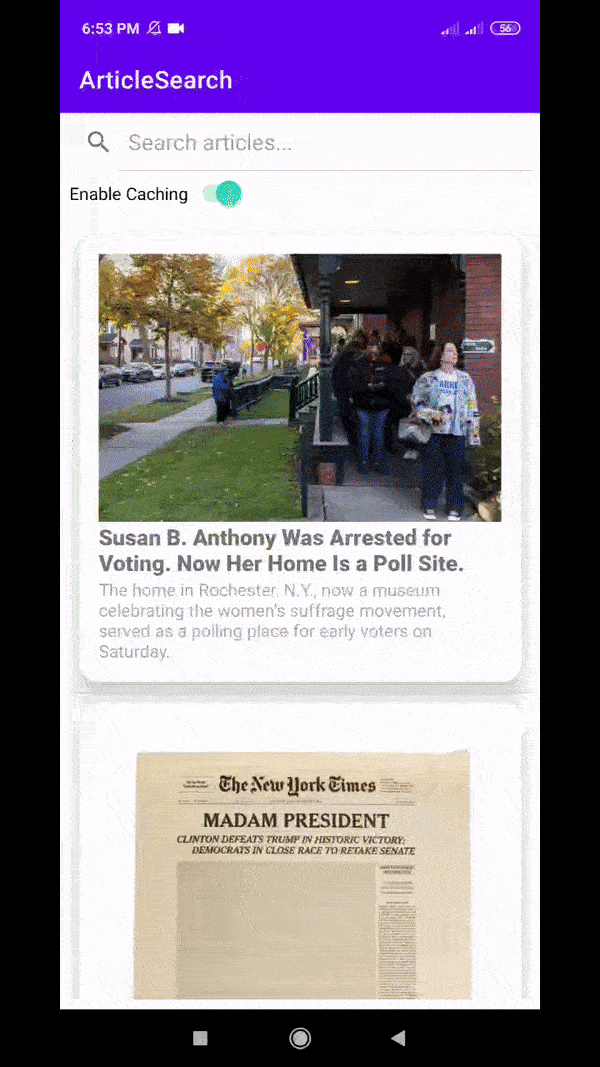 6:53 PM
56
ArticleSearch
Search articles...
Enable Caching
Susan B. Anthony Was Arrested for
Voting. Now Her Home Is a Poll Site.
The home in Rochester, N.Y., now a museum
celebrating the women's suffrage movement,
served as a polling place for early voters on
Saturday.
The New York Times
MADAM PRESIDENT
CLINTON DEFEATS TRUMP IN HISTORIC VICTORY;
DEMOCRATS IN CLOSE RACE TO RETAKE SENATE